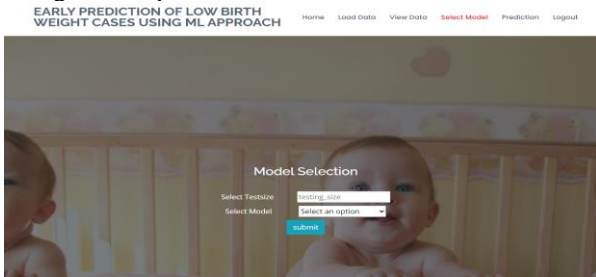 EARLY PREDICTION OF LOW BIRTH
WEIGHT CASES USING ML APPROACH
Home Load Data View Data Select Model Prediction Logout
Model Selection
Select Testsize testing_size
Select Model Select an option
submit